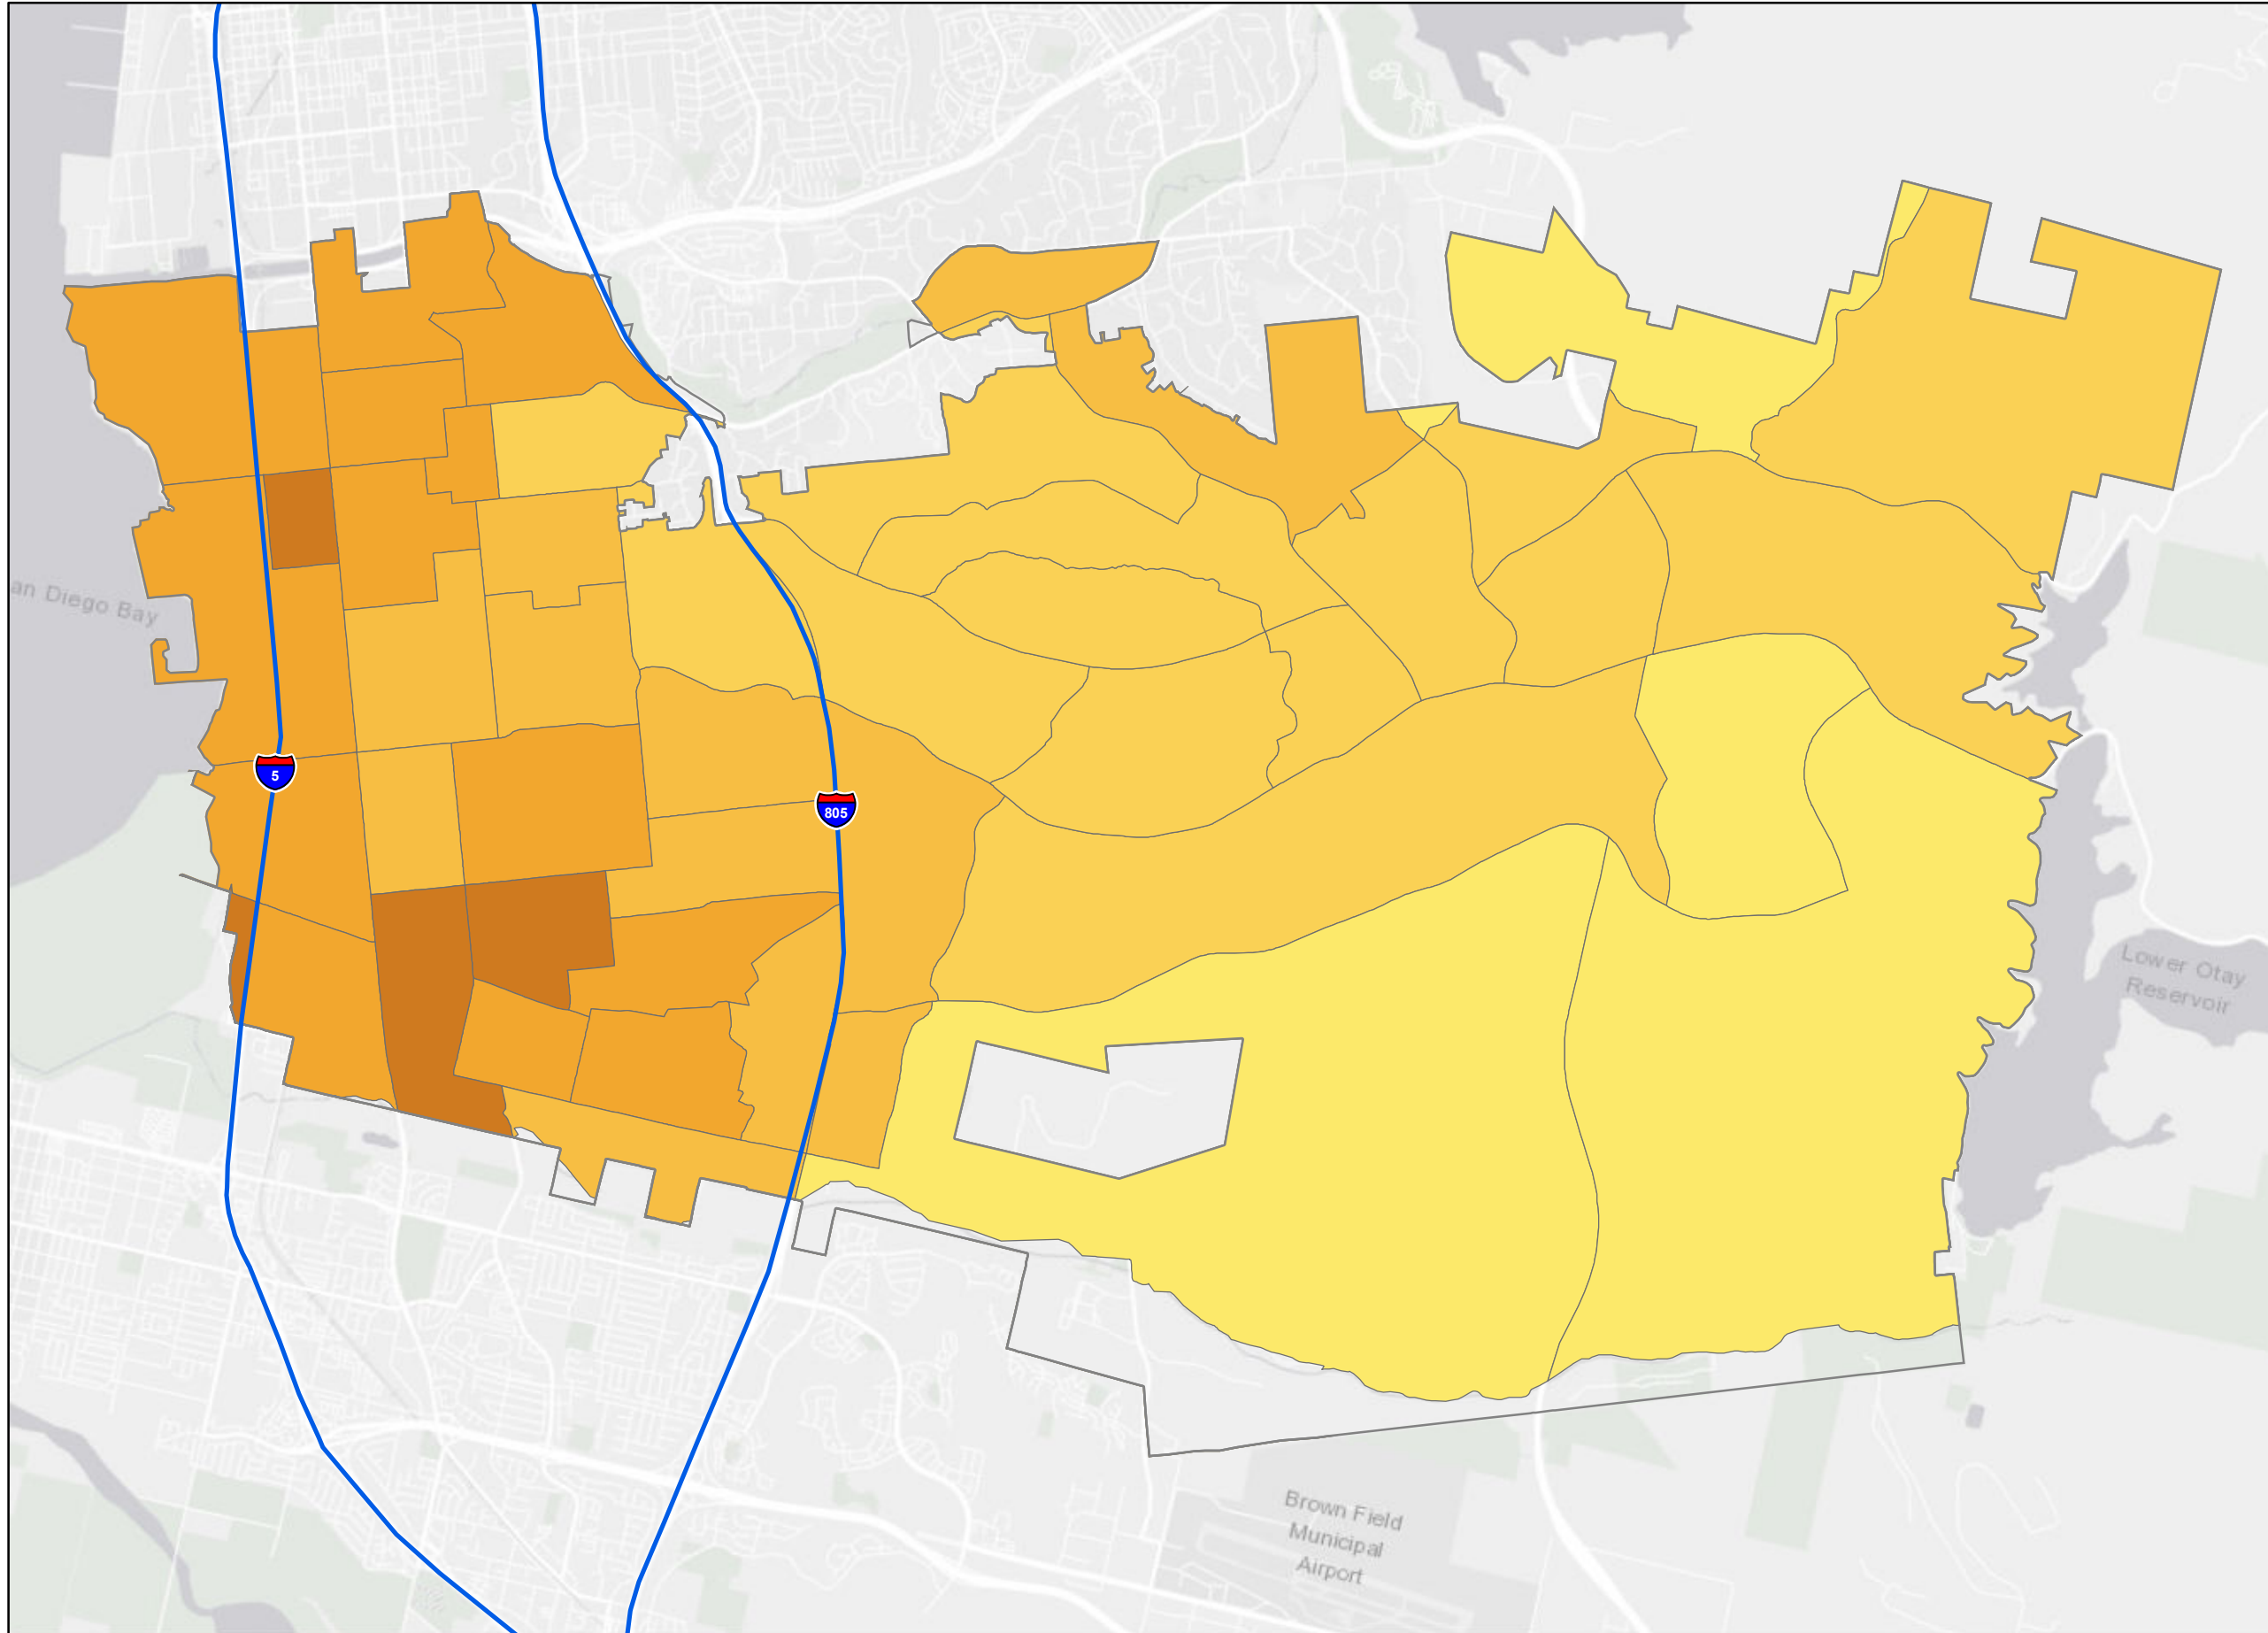 an Diego Bay
5
805
Lower Otay
Reservoir
Brown Field
Municipal
Airport